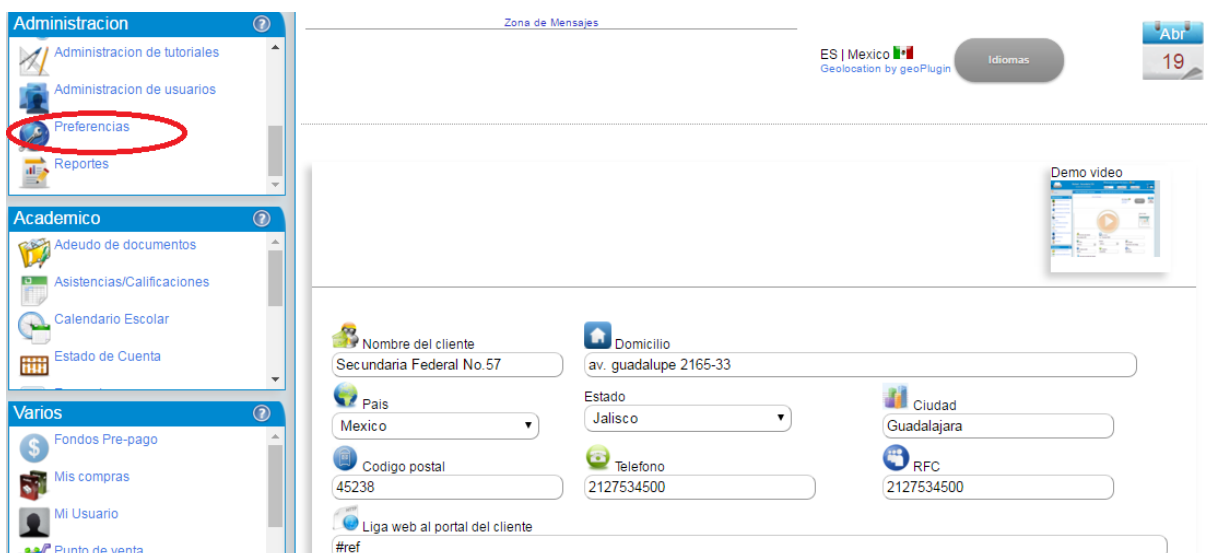 Administracion
Administracion de tutoriales
Administracion de usuarios
Preferencias
Reportes
Academico
Adeudo de documentos
Asistencias/Calificaciones
Calendario Escolar
Estado de Cuenta
Varios
Fondos Pre-pago
Mis compras
Mi Usuario
Punto de venta
Zona de Mensajes
ES | Mexico
Geolocation by geoPlugin
Idiomas
Abr
19
Demo video
Nombre del cliente
Secundaria Federal No.57
Domicilio
av. guadalupe 2165-33
Pais
Mexico
Estado
Jalisco
Ciudad
Guadalajara
Codigo postal
45238
Telefono
2127534500
RFC
2127534500
Liga web al portal del cliente
#ref